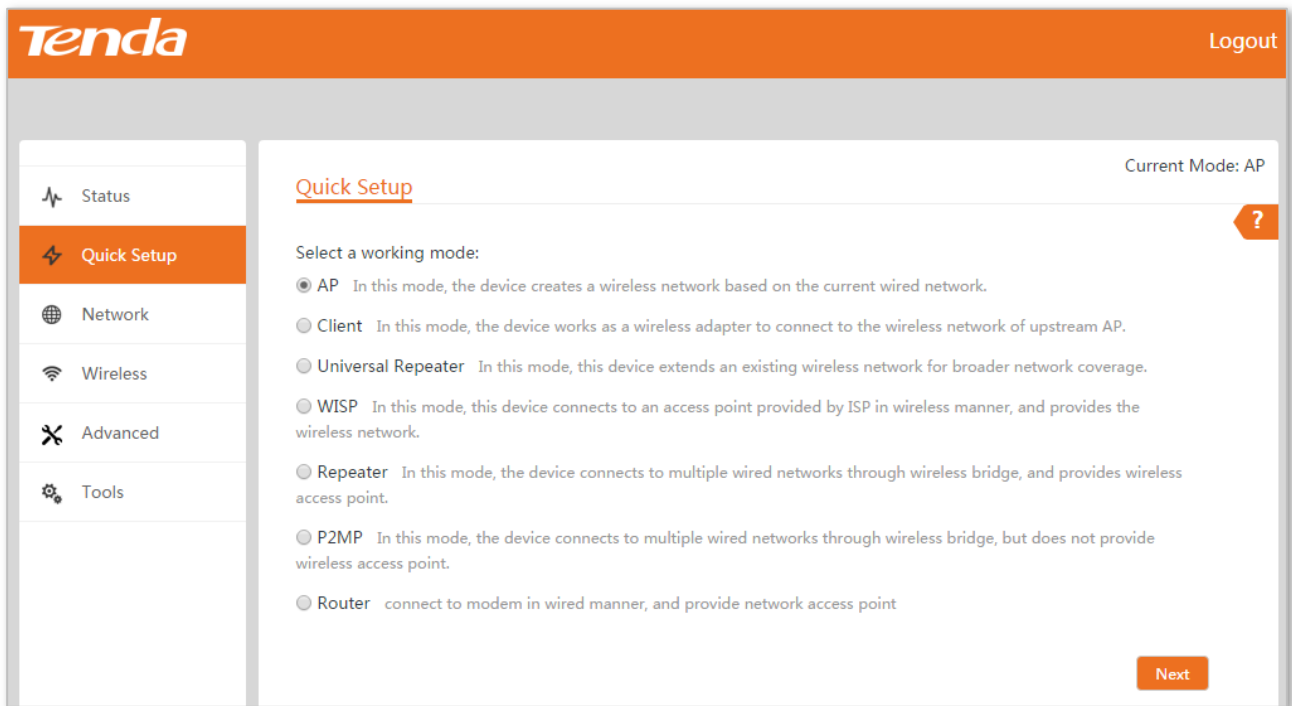 Tenda
Logout
Current Mode: AP
Status
Quick Setup
Network
Wireless
Advanced
Tools
Quick Setup
?
Select a working mode:
AP In this mode, the device creates a wireless network based on the current wired network.
Client In this mode, the device works as a wireless adapter to connect to the wireless network of upstream AP.
Universal Repeater In this mode, this device extends an existing wireless network for broader network coverage.
WISP In this mode, this device connects to an access point provided by ISP in wireless manner, and provides the
wireless network.
Repeater In this mode, the device connects to multiple wired networks through wireless bridge, and provides wireless
access point.
P2MP In this mode, the device connects to multiple wired networks through wireless bridge, but does not provide
wireless access point.
Router connect to modem in wired manner, and provide network access point
Next